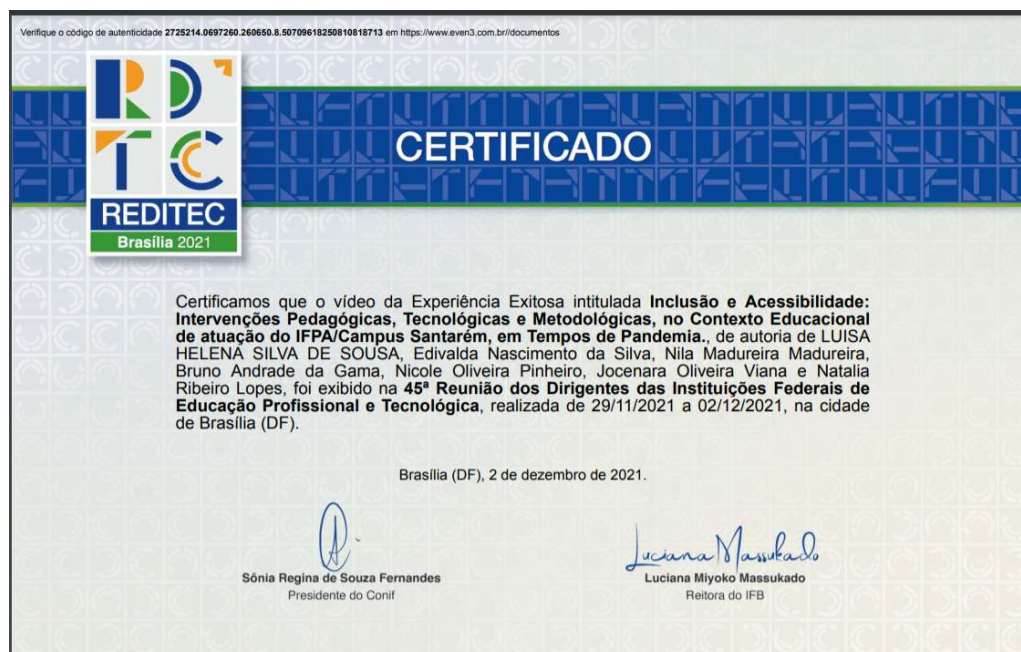 Verifique o código de autenticidade 2725214.0697260.260650.8.50709618250810818713 em https://www.even3.com.br//documentos
RD
TC
REDITEC
Brasília 2021
CERTIFICADO
Certificamos que o vídeo da Experiência Exitosa intitulada Inclusão e Acessibilidade:
Intervenções Pedagógicas, Tecnológicas e Metodológicas, no Contexto Educacional
de atuação do IFPA/Campus Santarém, em Tempos de Pandemia., de autoria de LUISA
HELENA SILVA DE SOUSA, Edivalda Nascimento da Silva, Nila Madureira Madureira,
Bruno Andrade da Gama, Nicole Oliveira Pinheiro, Jocenara Oliveira Viana e Natalia
Ribeiro Lopes, foi exibido na 45ª Reunião dos Dirigentes das Instituições Federais de
Educação Profissional e Tecnológica, realizada de 29/11/2021 a 02/12/2021, na cidade
de Brasília (DF).
Brasília (DF), 2 de dezembro de 2021.
Luciana Massukado
Sônia Regina de Souza Fernandes
Presidente do Conif
Luciana Miyoko Massukado
Reitora do IFB